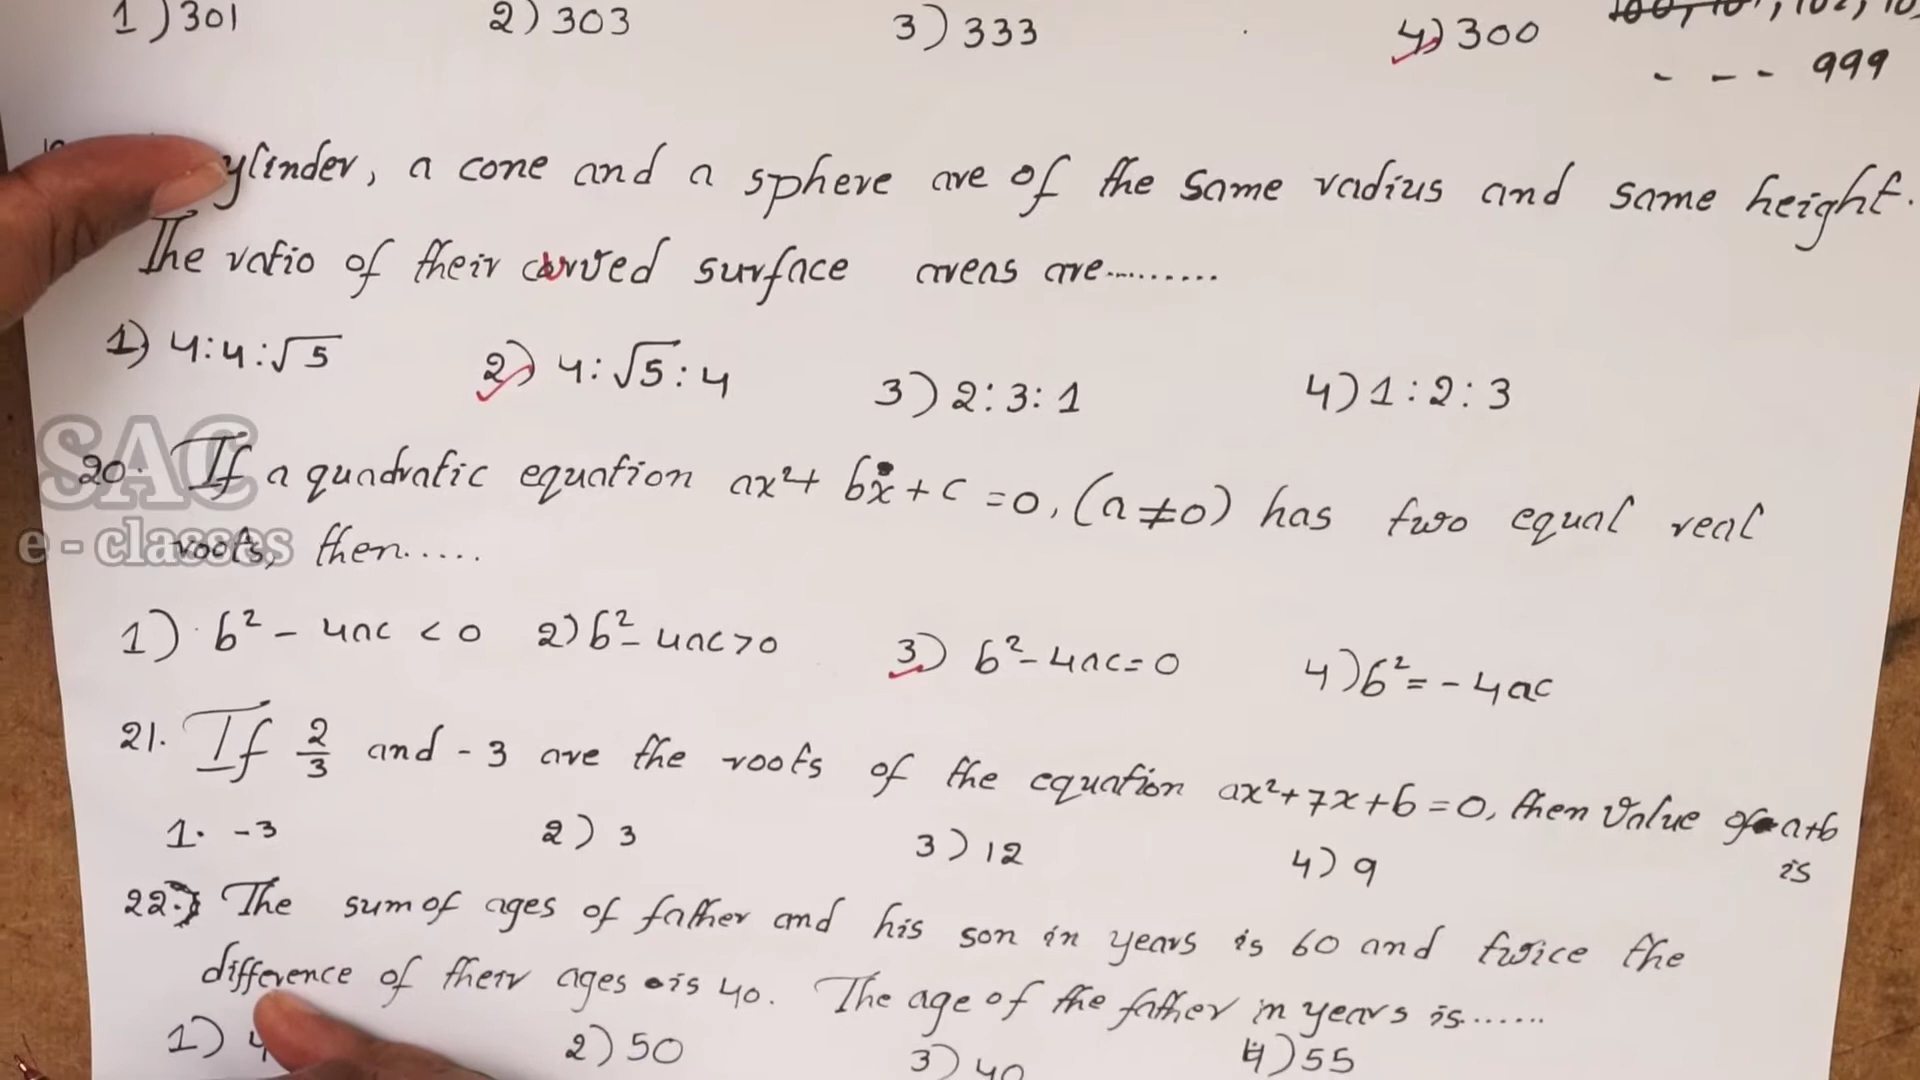 1) 301 2) 303 3) 333 4) 300
- - - 999
ylinder, a cone and a sphere are of the same radius and same height.
The ratio of their curved surface areas are..........
1) 4:4:√5 2) 4:√5:4 3) 2:3:1 4) 1:2:3
SAC
e - classes
20. If a quadratic equation ax²+ bx + c = 0, (a≠0) has two equal real
roots, then.....
1) b² - 4ac < 0 2) b² - 4ac > 0 3) b² - 4ac = 0 4) b² = - 4ac
21. If 2/3 and -3 are the roots of the equation ax²+7x+b=0, then value of a+b
is
1. -3 2) 3 3) 12 4) 9
22. The sum of ages of father and his son in years is 60 and twice the
difference of their ages is 40. The age of the father in years is......
1) 4 2) 50 3) 40 4) 55